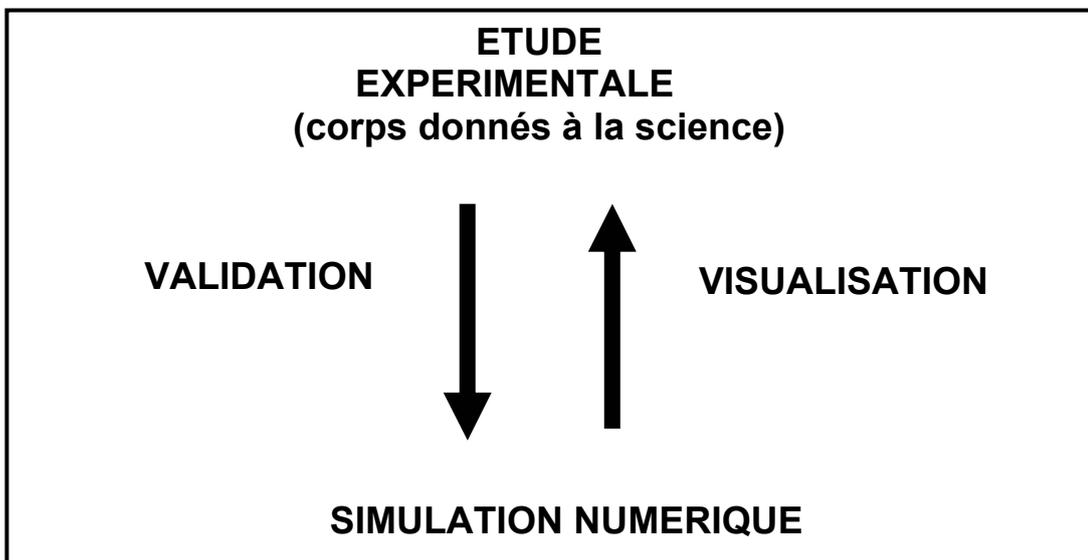 ETUDE
EXPERIMENTALE
(corps donnés à la science)
VALIDATION
VISUALISATION
SIMULATION NUMERIQUE